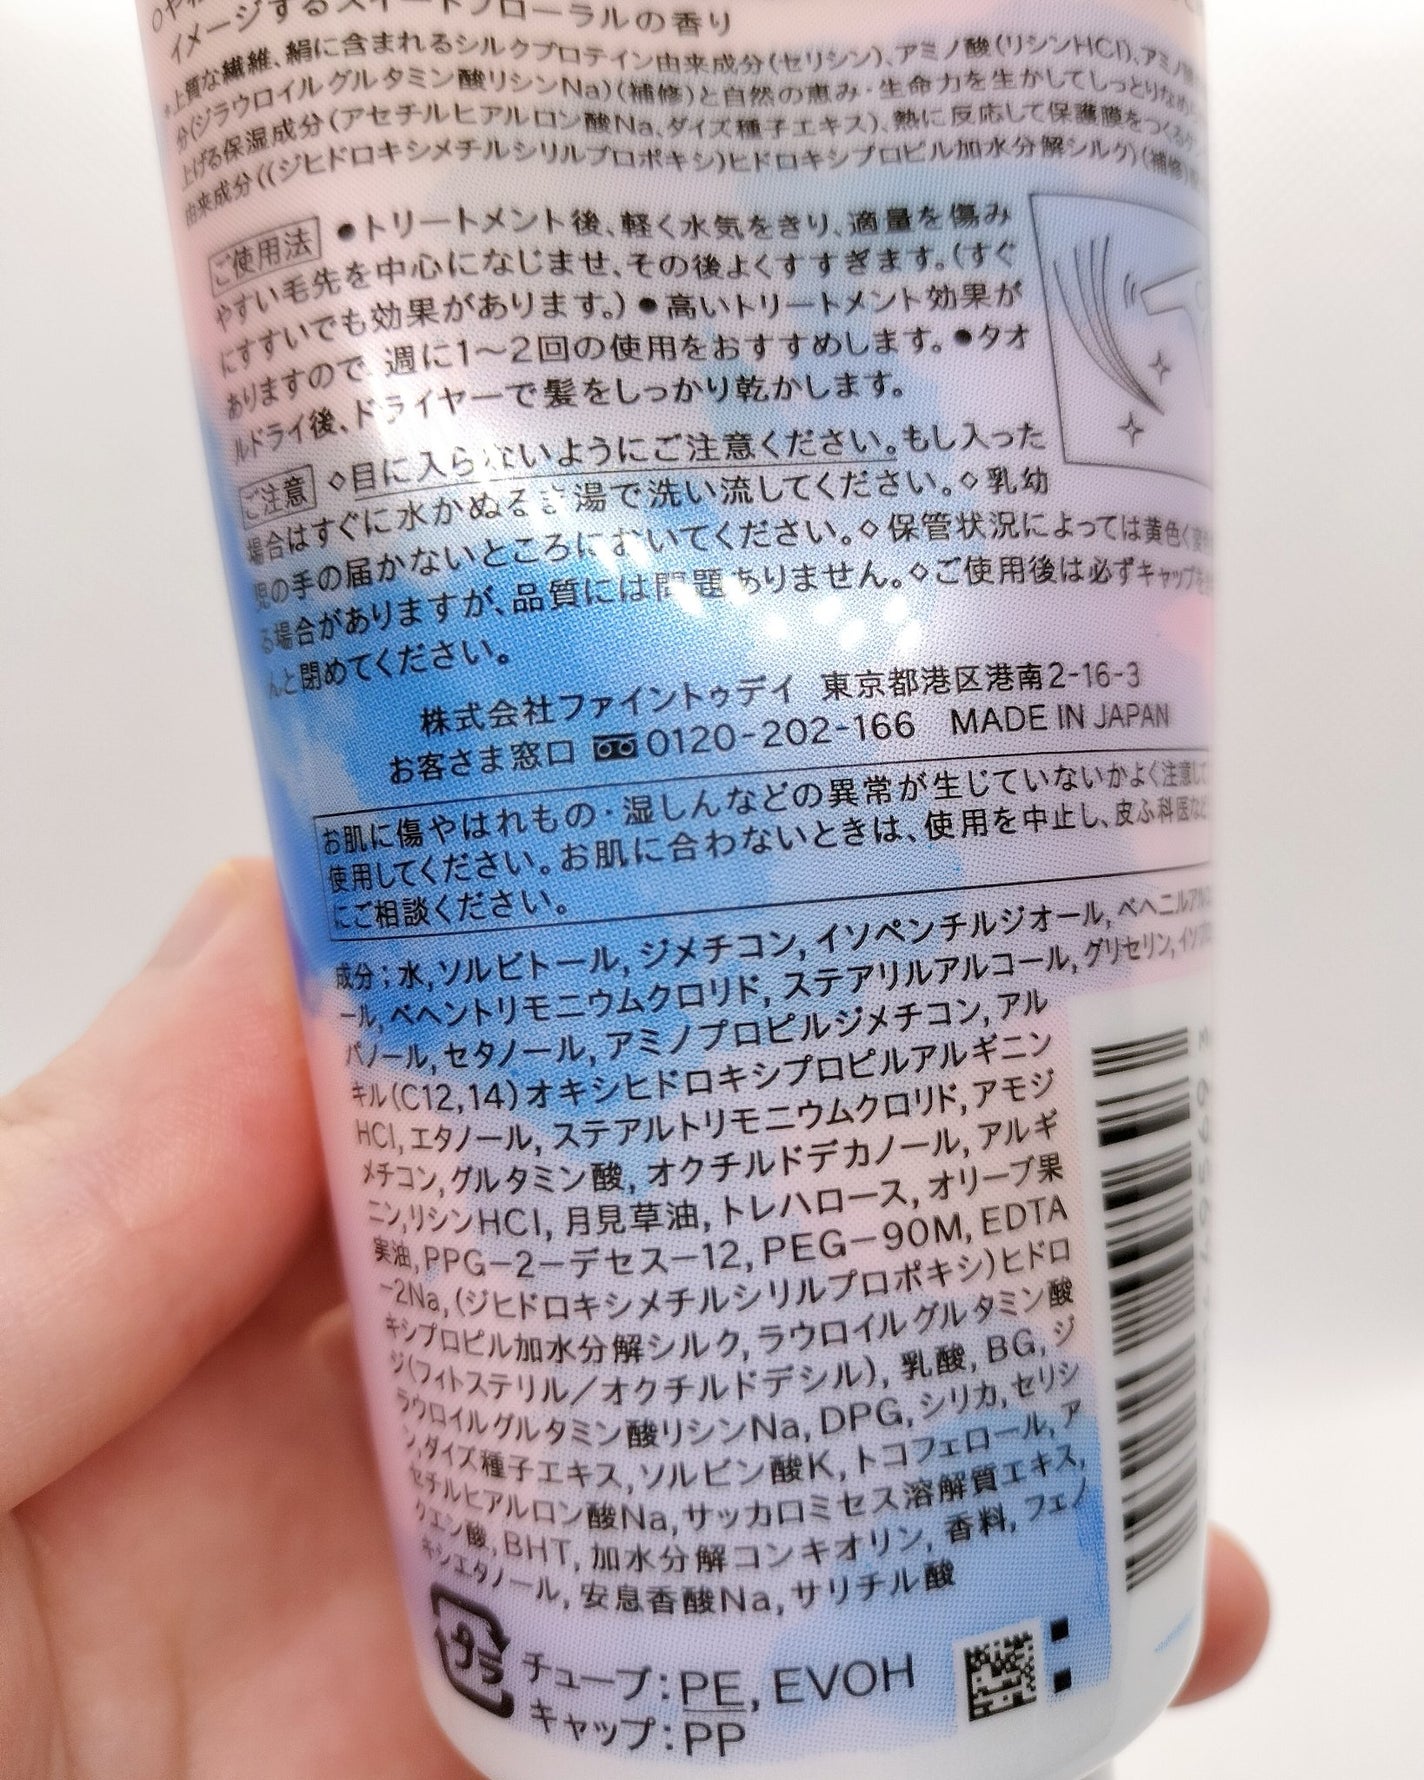 イメージするスイートフローラルの香り
*上質な繊維、絹に含まれるシルクプロテイン由来成分(セリシン)、アミノ酸(リシンHCl)、アミノ
分(ジラウロイルグルタミン酸リシンNa)(補修)と自然の恵み・生命力を生かしてしっとりなめ
上げる保湿成分(アセチルヒアルロン酸Na、ダイズ種子エキス)、熱に反応して保護膜をつくる
由来成分((ジヒドロキシメチルシリルプロポキシ)ヒドロキシプロピル加水分解シルク)(補修)
ご使用法 ●トリートメント後、軽く水気をきり、適量を傷み
やすい毛先を中心になじませ、その後よくすすぎます。(すぐ
にすすいでも効果があります。)●高いトリートメント効果が
ありますので、週に1〜2回の使用をおすすめします。●タオ
ルドライ後、ドライヤーで髪をしっかり乾かします。
ご注意 ◇目に入らないようにご注意ください。もし入った
場合はすぐに水かぬるま湯で洗い流してください。◇乳幼
児の手の届かないところにおいてください。◇保管状況によっては黄色く変
る場合がありますが、品質には問題ありません。◇ご使用後は必ずキャップを
んと閉めてください。
株式会社ファイントゥデイ 東京都港区港南2-16-3
お客さま窓口 0120-202-166 MADE IN JAPAN
お肌に傷やはれもの・湿しんなどの異常が生じていないかよく注意して
使用してください。お肌に合わないときは、使用を中止し、皮ふ科医など
にご相談ください。
成分;水,ソルビトール,ジメチコン,イソペンチルジオール,ベヘニルアルコ
ール,ベヘントリモニウムクロリド,ステアリルアルコール,グリセリン,イソプロ
パノール,セタノール,アミノプロピルジメチコン,アル
キル(C12,14)オキシヒドロキシプロピルアルギニン
HCl,エタノール,ステアルトリモニウムクロリド,アモジ
メチコン,グルタミン酸,オクチルドデカノール,アルギ
ニン,リシンHCl,月見草油,トレハロース,オリーブ果
実油,PPG−2−デセス−12,PEG−90M,EDTA
−2Na,(ジヒドロキシメチルシリルプロポキシ)ヒドロ
キシプロピル加水分解シルク,ラウロイルグルタミン酸
ジ(フィトステリル/オクチルドデシル),乳酸,BG,ジ
ラウロイルグルタミン酸リシンNa,DPG,シリカ,セリシ
ン,ダイズ種子エキス,ソルビン酸K,トコフェロール,ア
セチルヒアルロン酸Na,サッカロミセス溶解質エキス,
クエン酸,BHT,加水分解コンキオリン,香料,フェノ
キシエタノール,安息香酸Na,サリチル酸
プラ チューブ:PE,EVOH
キャップ:PP